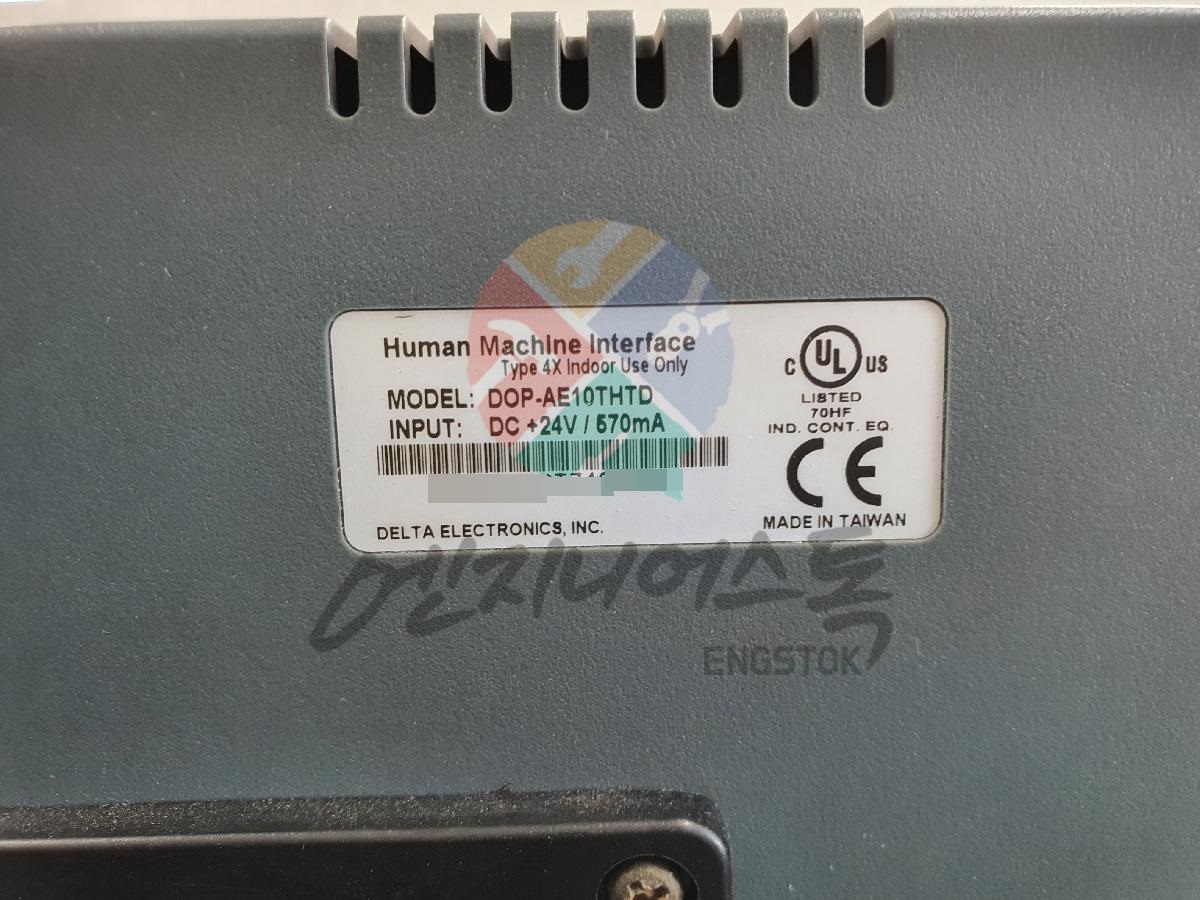 Human Machine Interface
Type 4X Indoor Use Only
MODEL: DOP-AE10THTD
INPUT: DC +24V / 570mA
DELTA ELECTRONICS, INC.
C UL US
LISTED
70HF
IND. CONT. EQ.
CE
MADE IN TAIWAN
엔지니어스톡
ENGSTOK